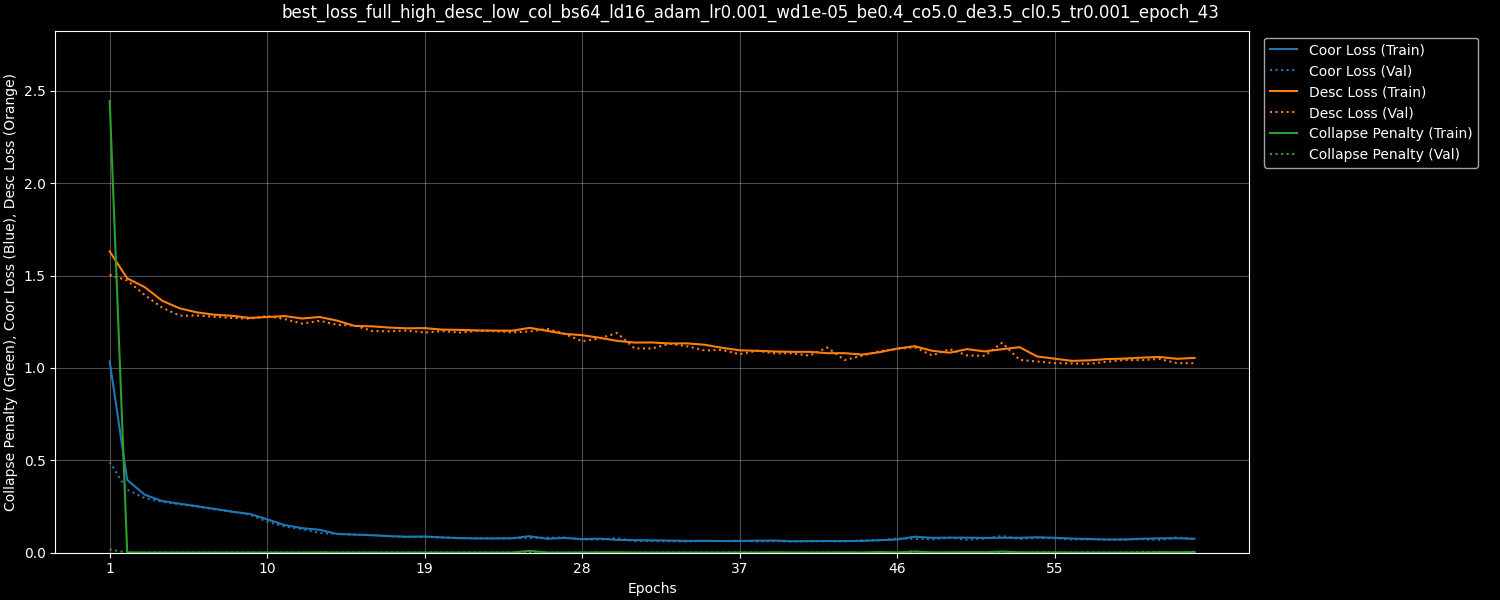 best_loss_full_high_desc_low_col_bs64_ld16_adam_lr0.001_wd1e-05_be0.4_co5.0_de3.5_cl0.5_tr0.001_epoch_43
Collapse Penalty (Green), Coor Loss (Blue), Desc Loss (Orange)
2.5
2.0
1.5
1.0
0.5
0.0
1
10
19
28
37
46
55
Epochs
Coor Loss (Train)
Coor Loss (Val)
Desc Loss (Train)
Desc Loss (Val)
Collapse Penalty (Train)
Collapse Penalty (Val)